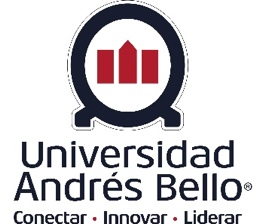 Universidad
Andrés Bello®
Conectar • Innovar • Liderar